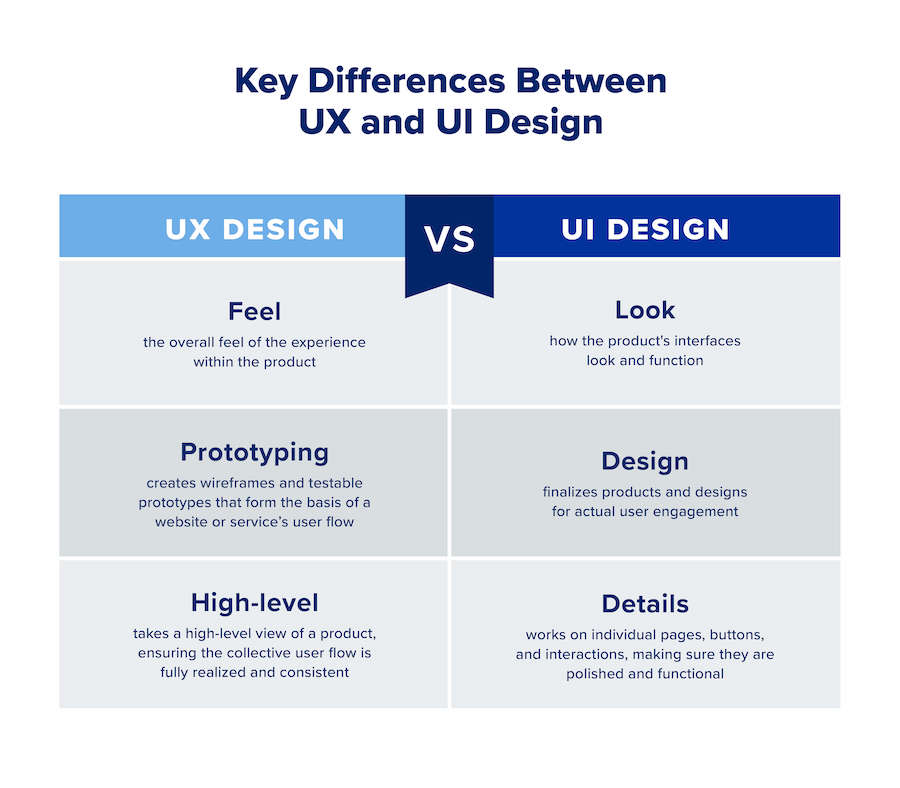 Key Differences Between
UX and UI Design
UX DESIGN
VS
UI DESIGN
Feel
the overall feel of the experience
within the product
Look
how the product's interfaces
look and function
Prototyping
creates wireframes and testable
prototypes that form the basis of a
website or service’s user flow
Design
finalizes products and designs
for actual user engagement
High-level
takes a high-level view of a product,
ensuring the collective user flow is
fully realized and consistent
Details
works on individual pages, buttons,
and interactions, making sure they are
polished and functional